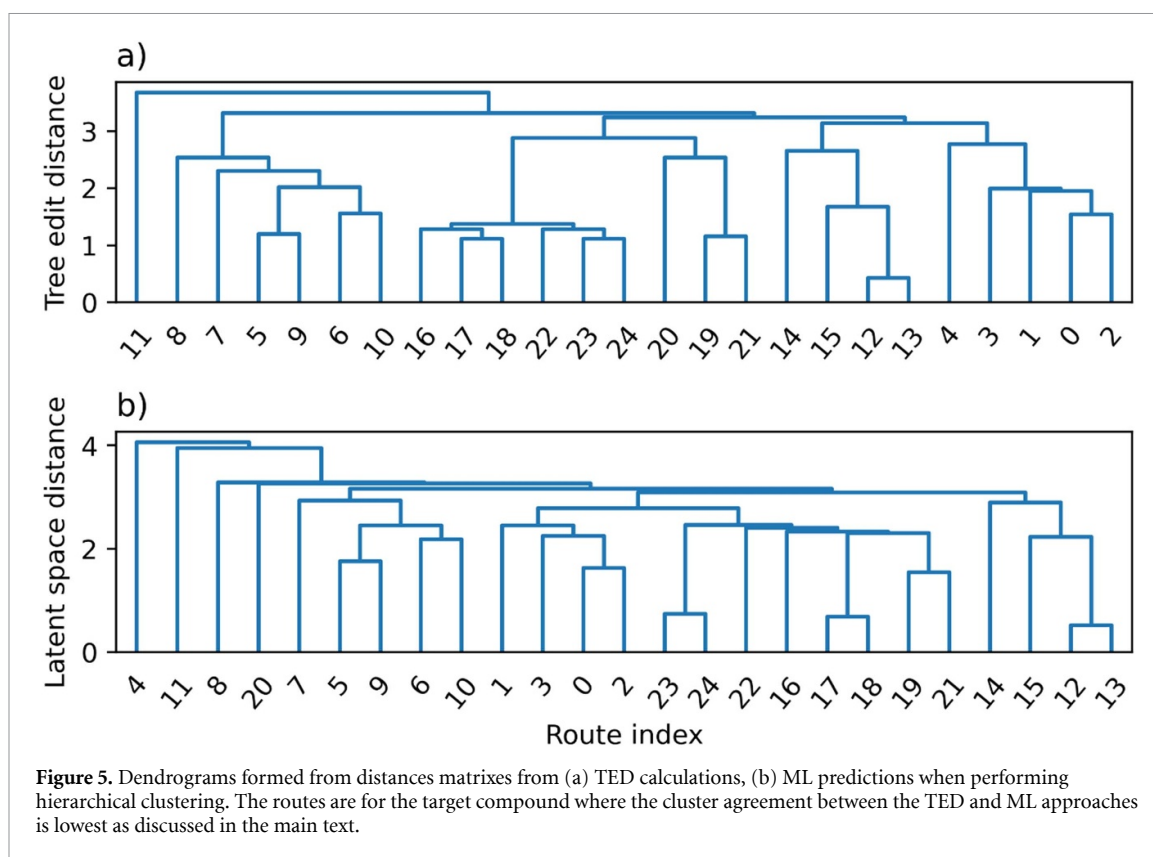 a)
Tree edit distance
3
2
1
0
11 8 7 5 9 6 10 16 17 18 22 23 24 20 19 21 14 15 12 13 4 3 1 0 2
b)
Latent space distance
4
2
0
4 11 8 20 7 5 9 6 10 1 3 0 2 23 24 22 16 17 18 19 21 14 15 12 13
Route index
Figure 5. Dendrograms formed from distances matrixes from (a) TED calculations, (b) ML predictions when performing
hierarchical clustering. The routes are for the target compound where the cluster agreement between the TED and ML approaches
is lowest as discussed in the main text.